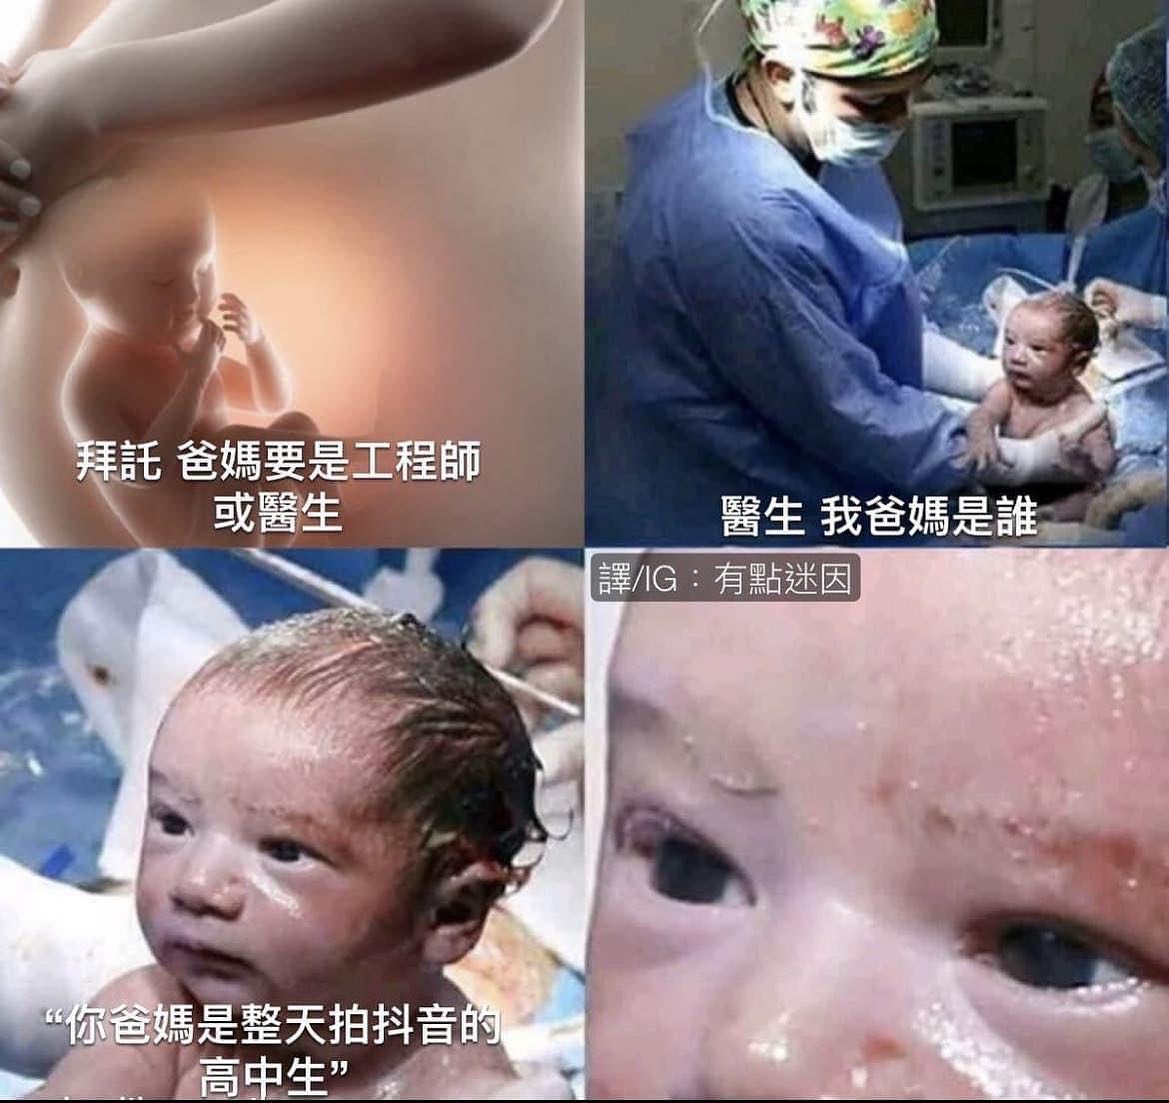 拜託 爸媽要是工程師
或醫生
醫生 我爸媽是誰
譯/IG：有點迷因
“你爸媽是整天拍抖音的
高中生”